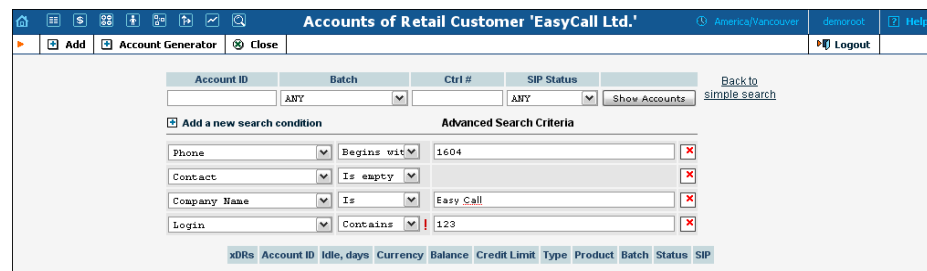 Accounts of Retail Customer 'EasyCall Ltd.' America/Vancouver demoroot ? Help
Add Account Generator Close Logout
Account ID Batch Ctrl # SIP Status
Back to
simple search
ANY ANY Show Accounts
Add a new search condition Advanced Search Criteria
Phone Begins wit 1604
Contact Is empty
Company Name Is Easy Call
Login Contains ! 123
xDRs Account ID Idle, days Currency Balance Credit Limit Type Product Batch Status SIP